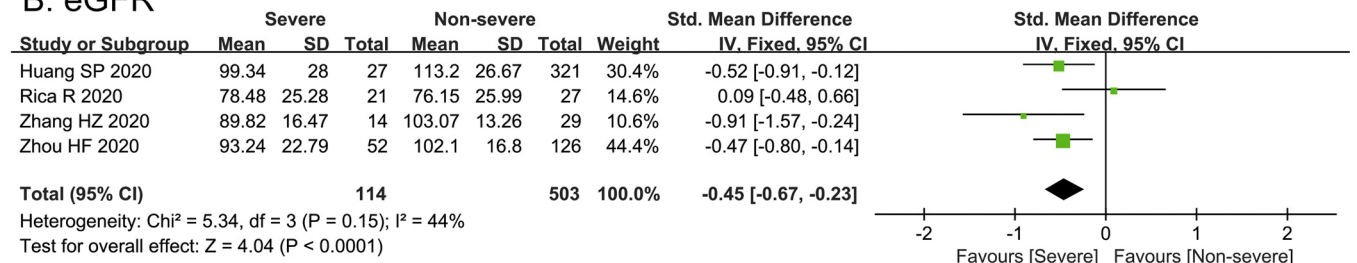 B. eGFR
Severe Non-severe Std. Mean Difference Std. Mean Difference
Study or Subgroup Mean SD Total Mean SD Total Weight IV, Fixed, 95% CI IV, Fixed, 95% CI
Huang SP 2020 99.34 28 27 113.2 26.67 321 30.4% -0.52 [-0.91, -0.12]
Rica R 2020 78.48 25.28 21 76.15 25.99 27 14.6% 0.09 [-0.48, 0.66]
Zhang HZ 2020 89.82 16.47 14 103.07 13.26 29 10.6% -0.91 [-1.57, -0.24]
Zhou HF 2020 93.24 22.79 52 102.1 16.8 126 44.4% -0.47 [-0.80, -0.14]
Total (95% CI) 114 503 100.0% -0.45 [-0.67, -0.23]
Heterogeneity: Chi² = 5.34, df = 3 (P = 0.15); I² = 44%
Test for overall effect: Z = 4.04 (P < 0.0001)
-2 -1 0 1 2
Favours [Severe] Favours [Non-severe]